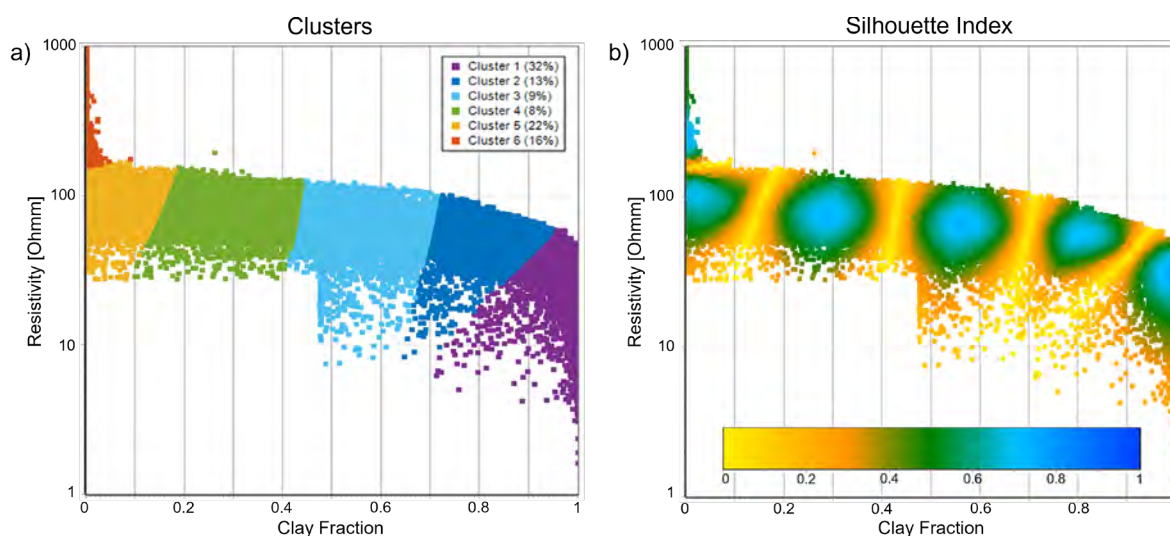 Clusters
a)
1000
100
10
1
Resistivity [Ohmm]
Cluster 1 (32%)
Cluster 2 (13%)
Cluster 3 (9%)
Cluster 4 (8%)
Cluster 5 (22%)
Cluster 6 (16%)
0 0.2 0.4 0.6 0.8 1
Clay Fraction
Silhouette Index
b)
1000
100
10
1
Resistivity [Ohmm]
0 0.2 0.4 0.6 0.8 1
0 0.2 0.4 0.6 0.8
Clay Fraction